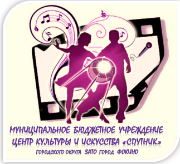 МУНИЦИПАЛЬНОЕ БЮДЖЕТНОЕ УЧРЕЖДЕНИЕ
ЦЕНТР КУЛЬТУРЫ И ИСКУССТВА «СПУТНИК»
ГОРОДСКОГО ОКРУГА ЗАТО ГОРОД ФОКИНО